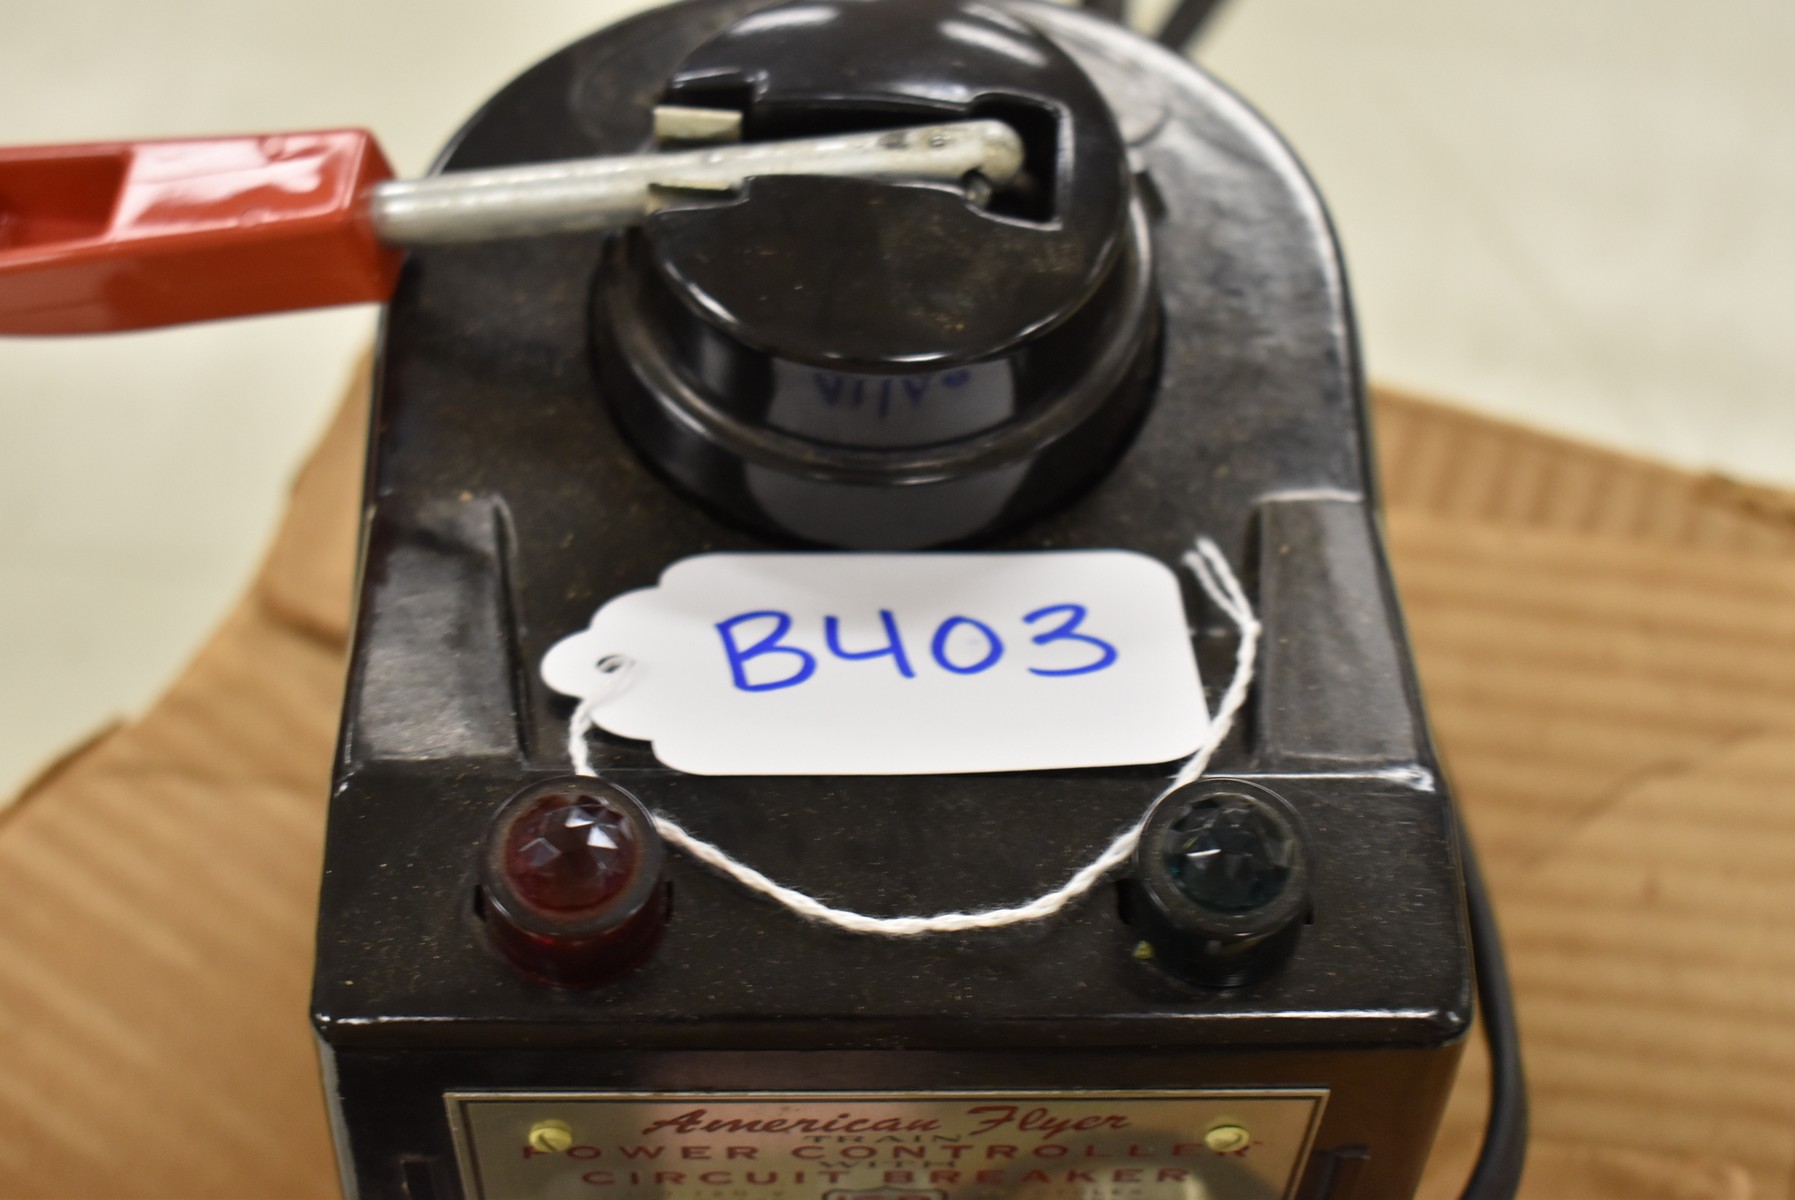 B403
American Flyer
TRAIN
POWER CONTROLLER
WITH
CIRCUIT BREAKER